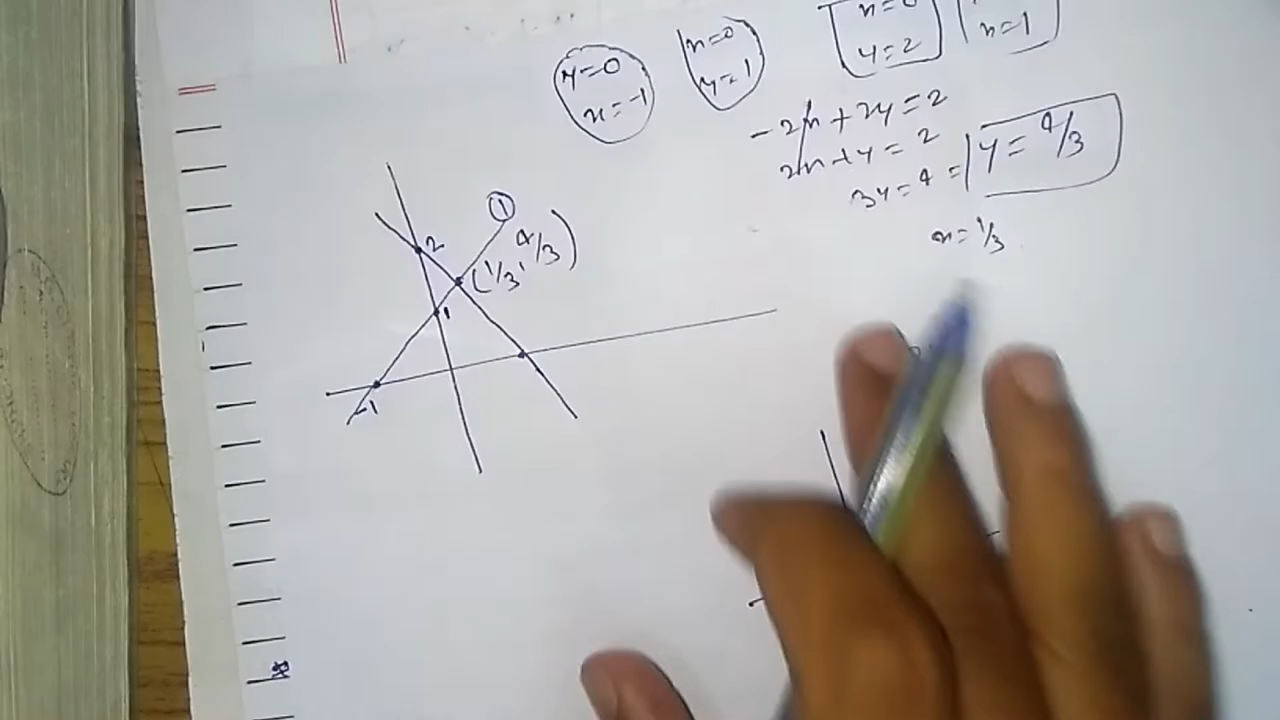 x=0
y=2
x=1
y=0
x=-1
x=0
y=1
-2x+2y=2
2x+y=2
3y=4=
y=4/3
x=1/3
1
2
(1/3, 4/3)
1
-1